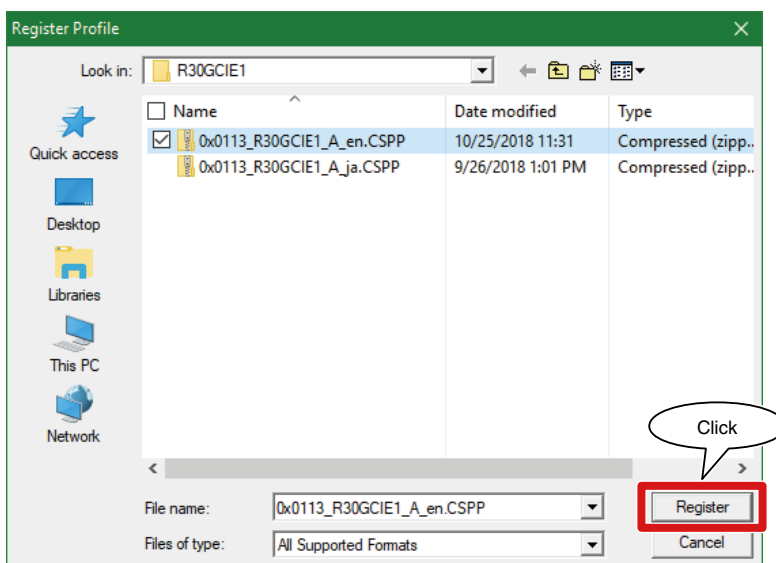 Register Profile
Look in: R30GCIE1
Name Date modified Type
0x0113_R30GCIE1_A_en.CSPP 10/25/2018 11:31 Compressed (zipp..
0x0113_R30GCIE1_A_ja.CSPP 9/26/2018 1:01 PM Compressed (zipp..
Quick access
Desktop
Libraries
This PC
Network
Click
File name: 0x0113_R30GCIE1_A_en.CSPP Register
Files of type: All Supported Formats Cancel